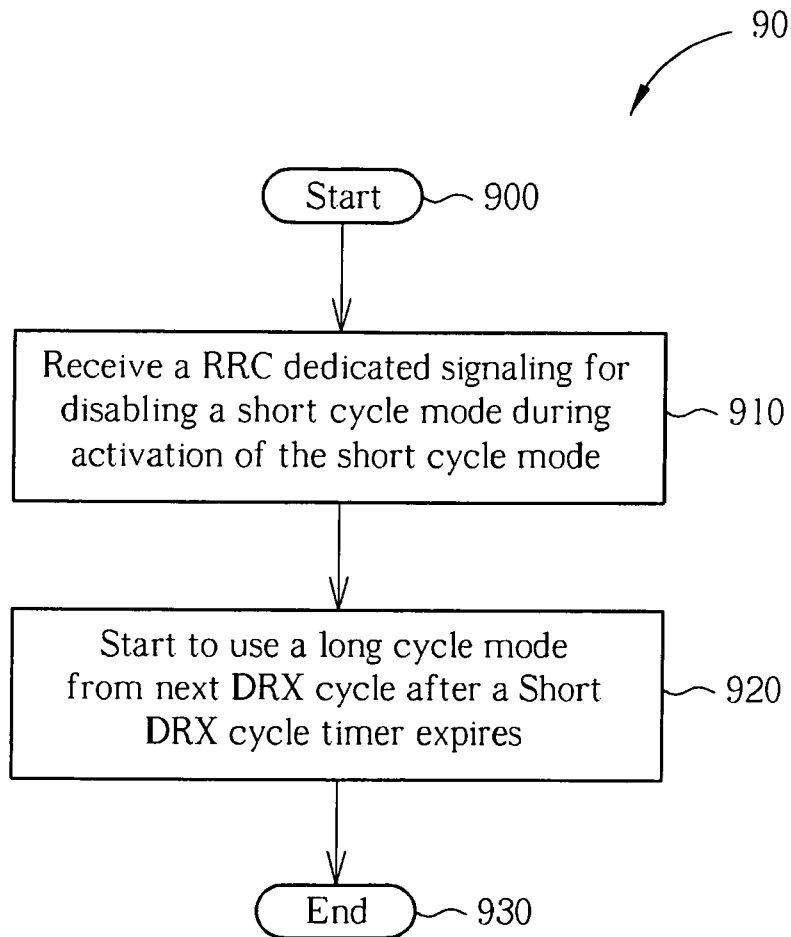 90
Start
900
Receive a RRC dedicated signaling for
disabling a short cycle mode during
activation of the short cycle mode
910
Start to use a long cycle mode
from next DRX cycle after a Short
DRX cycle timer expires
920
End
930